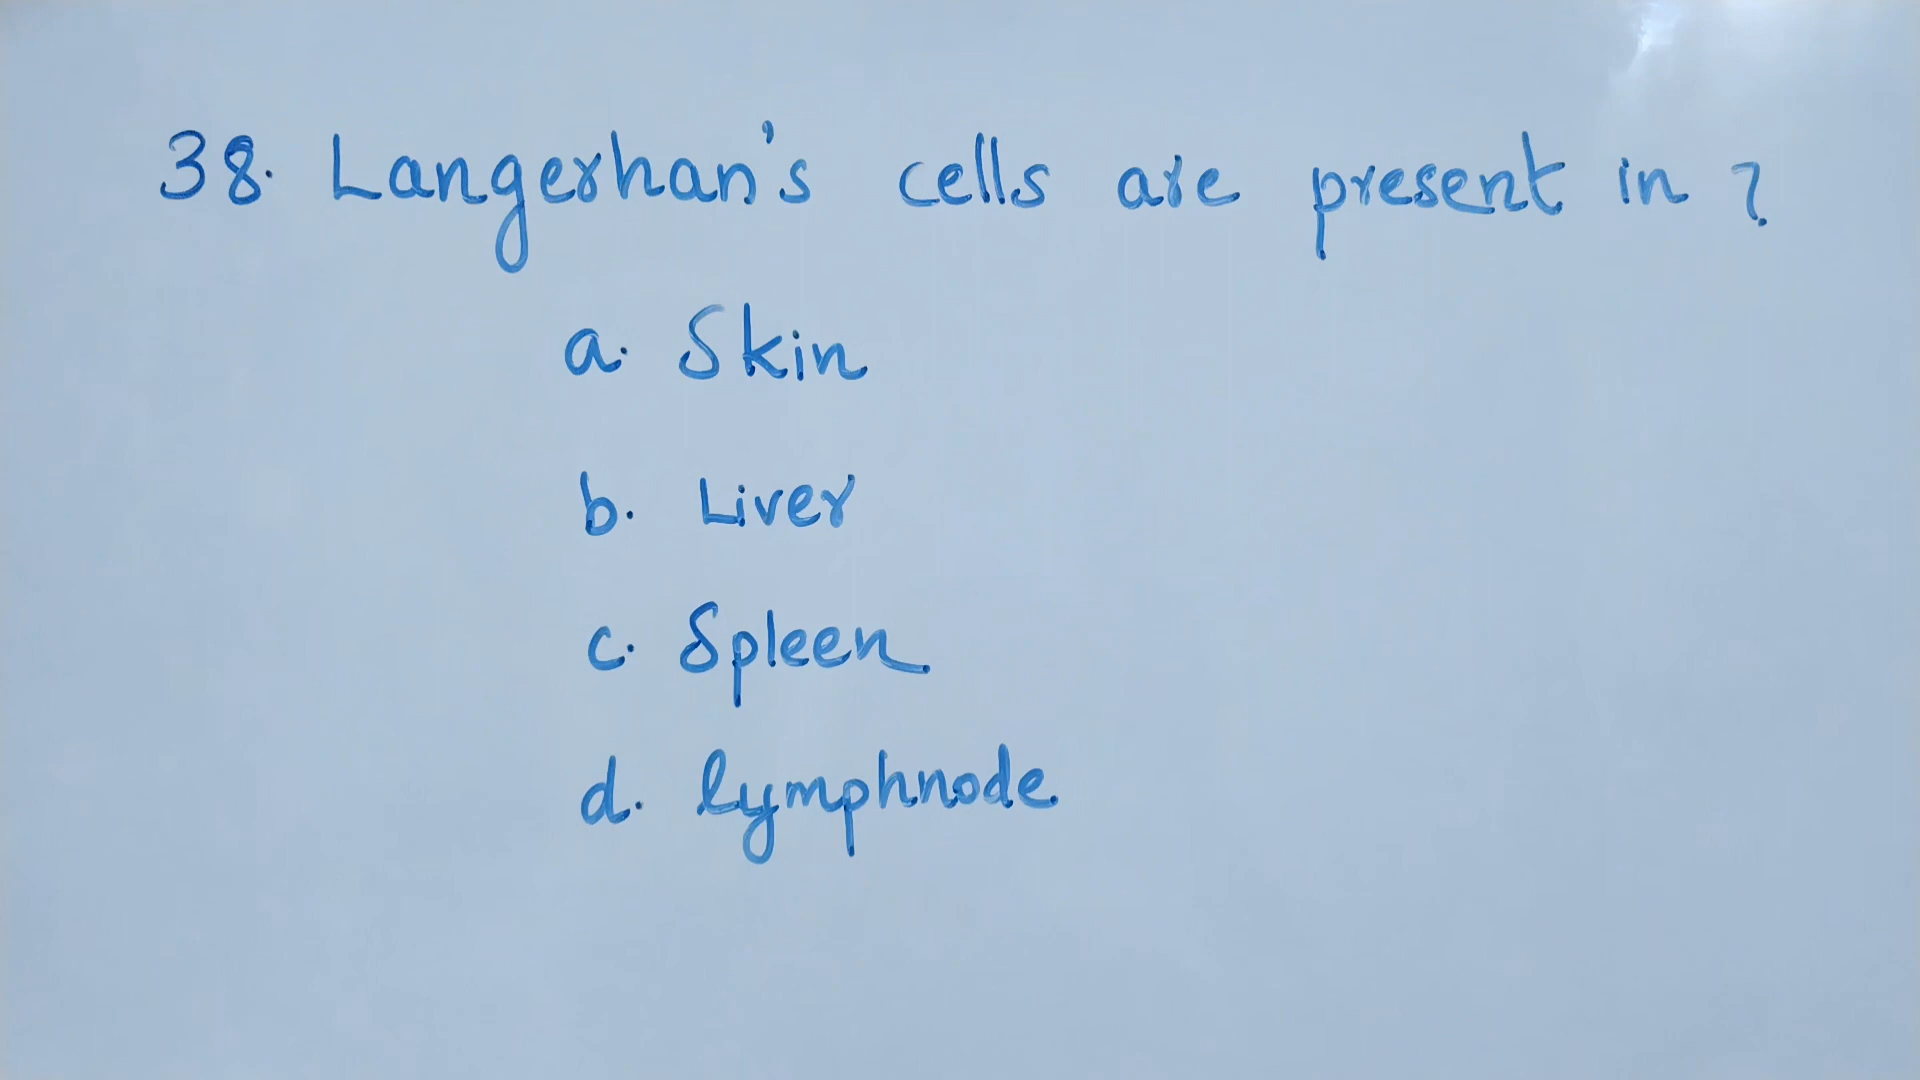 38. Langerhan's cells are present in ?
a. Skin
b. Liver
c. Spleen
d. lymphnode.